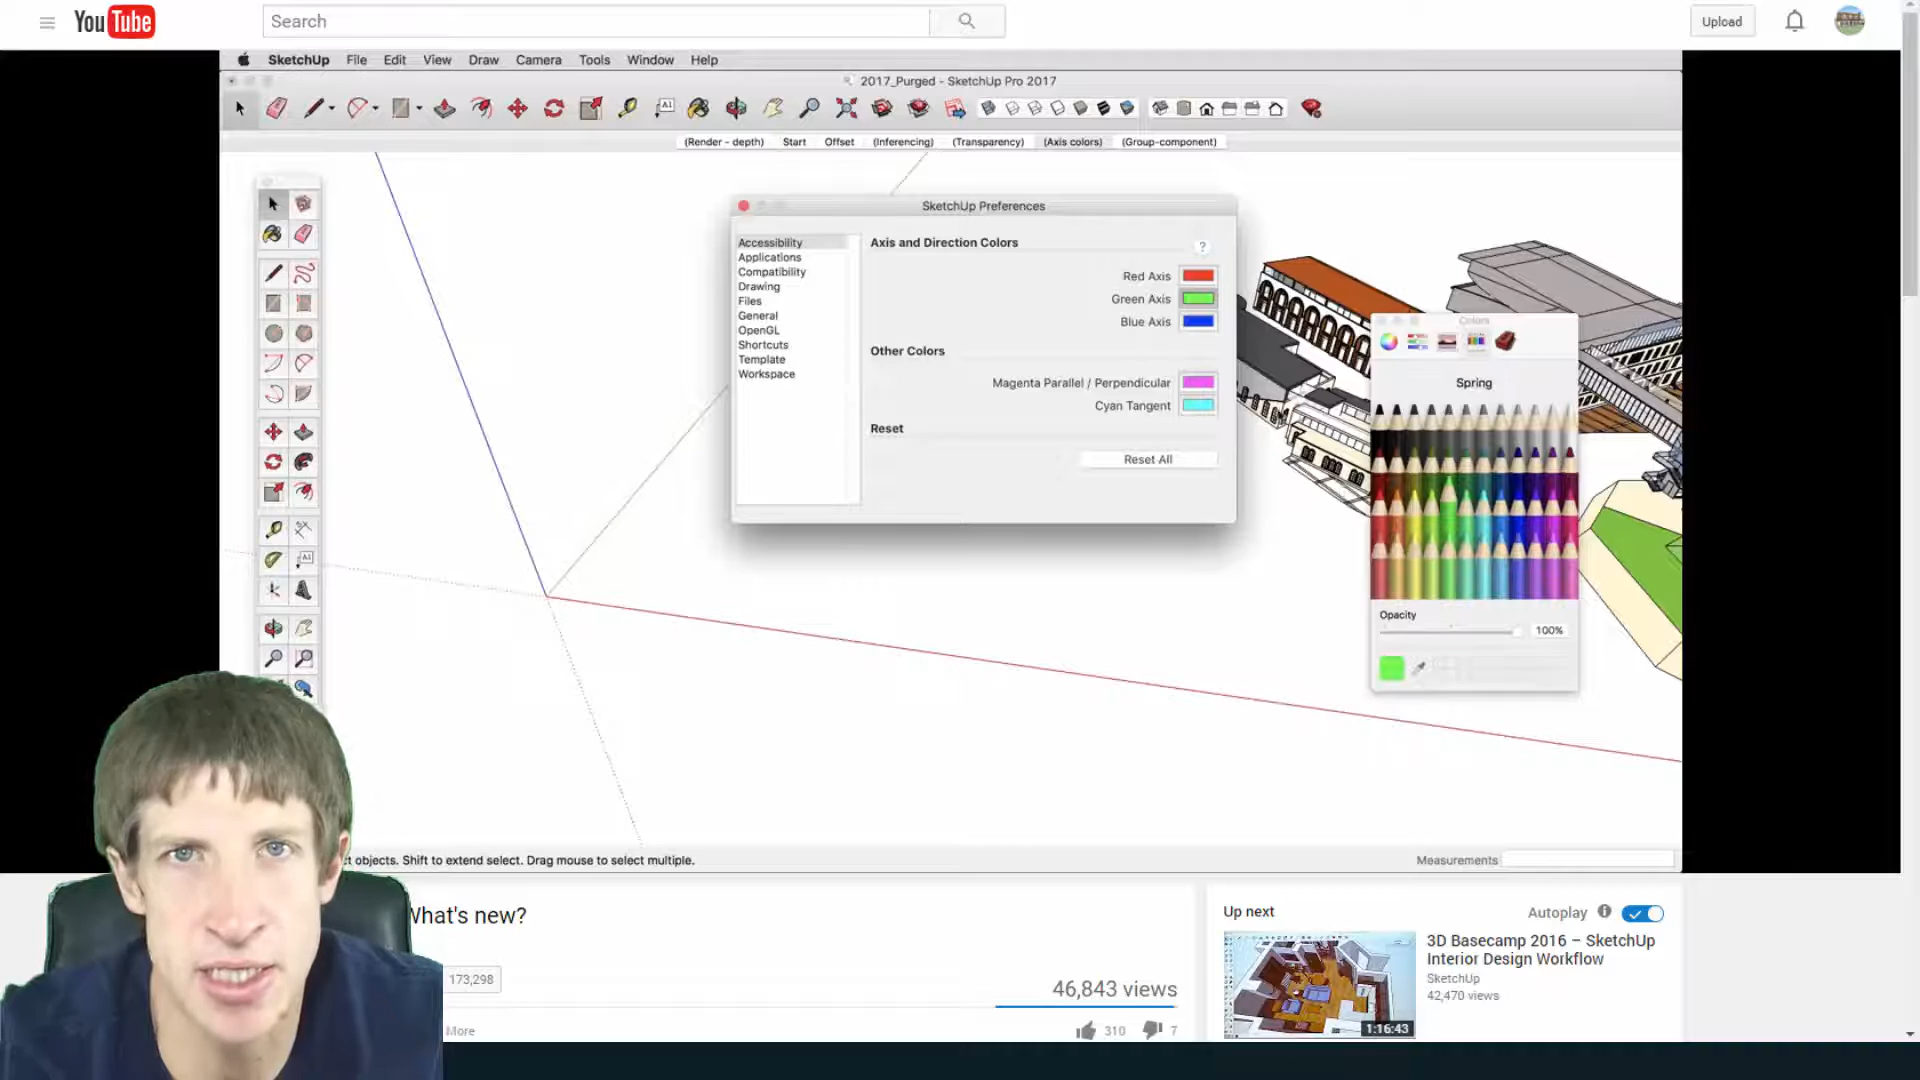 YouTube
Search
Upload
SketchUp File Edit View Draw Camera Tools Window Help
2017_Purged - SketchUp Pro 2017
(Render - depth) Start Offset (Inferencing) (Transparency) (Axis colors) (Group-component)
SketchUp Preferences
Accessibility
Applications
Compatibility
Drawing
Files
General
OpenGL
Shortcuts
Template
Workspace
Axis and Direction Colors
?
Red Axis
Green Axis
Blue Axis
Other Colors
Magenta Parallel / Perpendicular
Cyan Tangent
Reset
Reset All
Colors
Spring
Opacity
100%
objects. Shift to extend select. Drag mouse to select multiple.
Measurements
What's new?
173,298
46,843 views
More
310
7
Up next
Autoplay
3D Basecamp 2016 – SketchUp
Interior Design Workflow
SketchUp
42,470 views
1:16:43